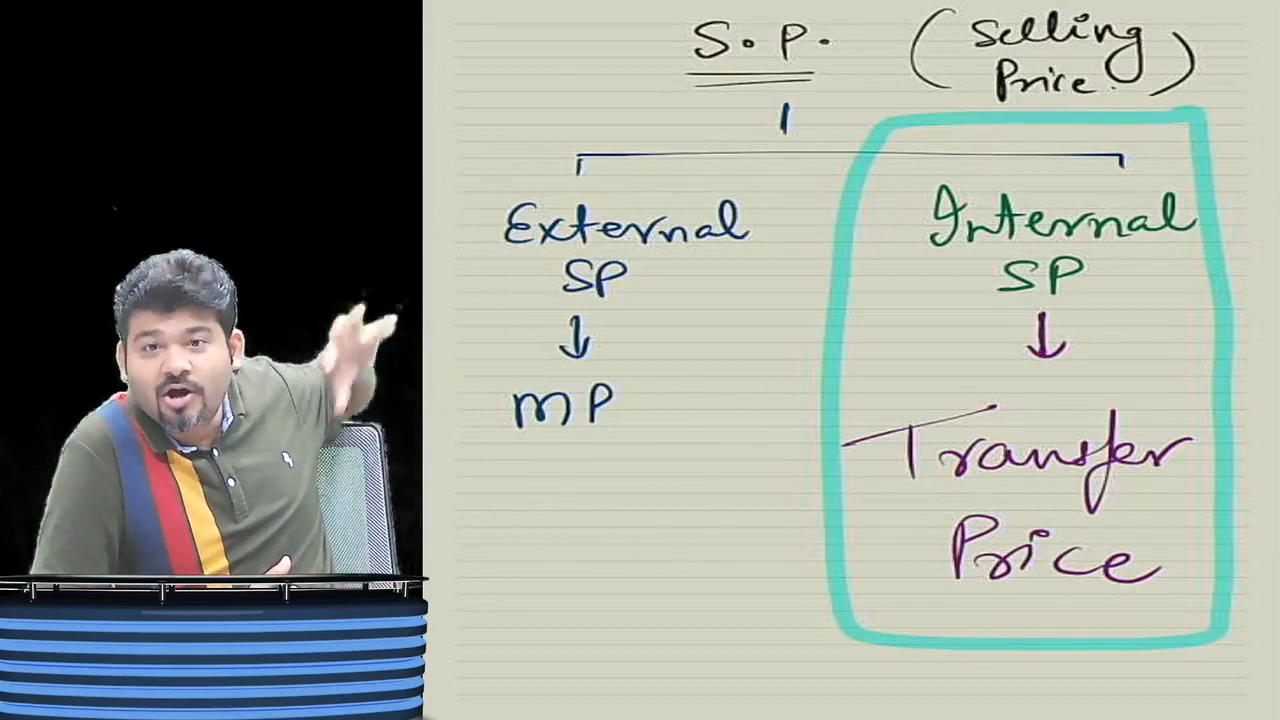 S.P. (Selling
Price.)
External
SP
↓
MP
Internal
SP
↓
Transfer
Price